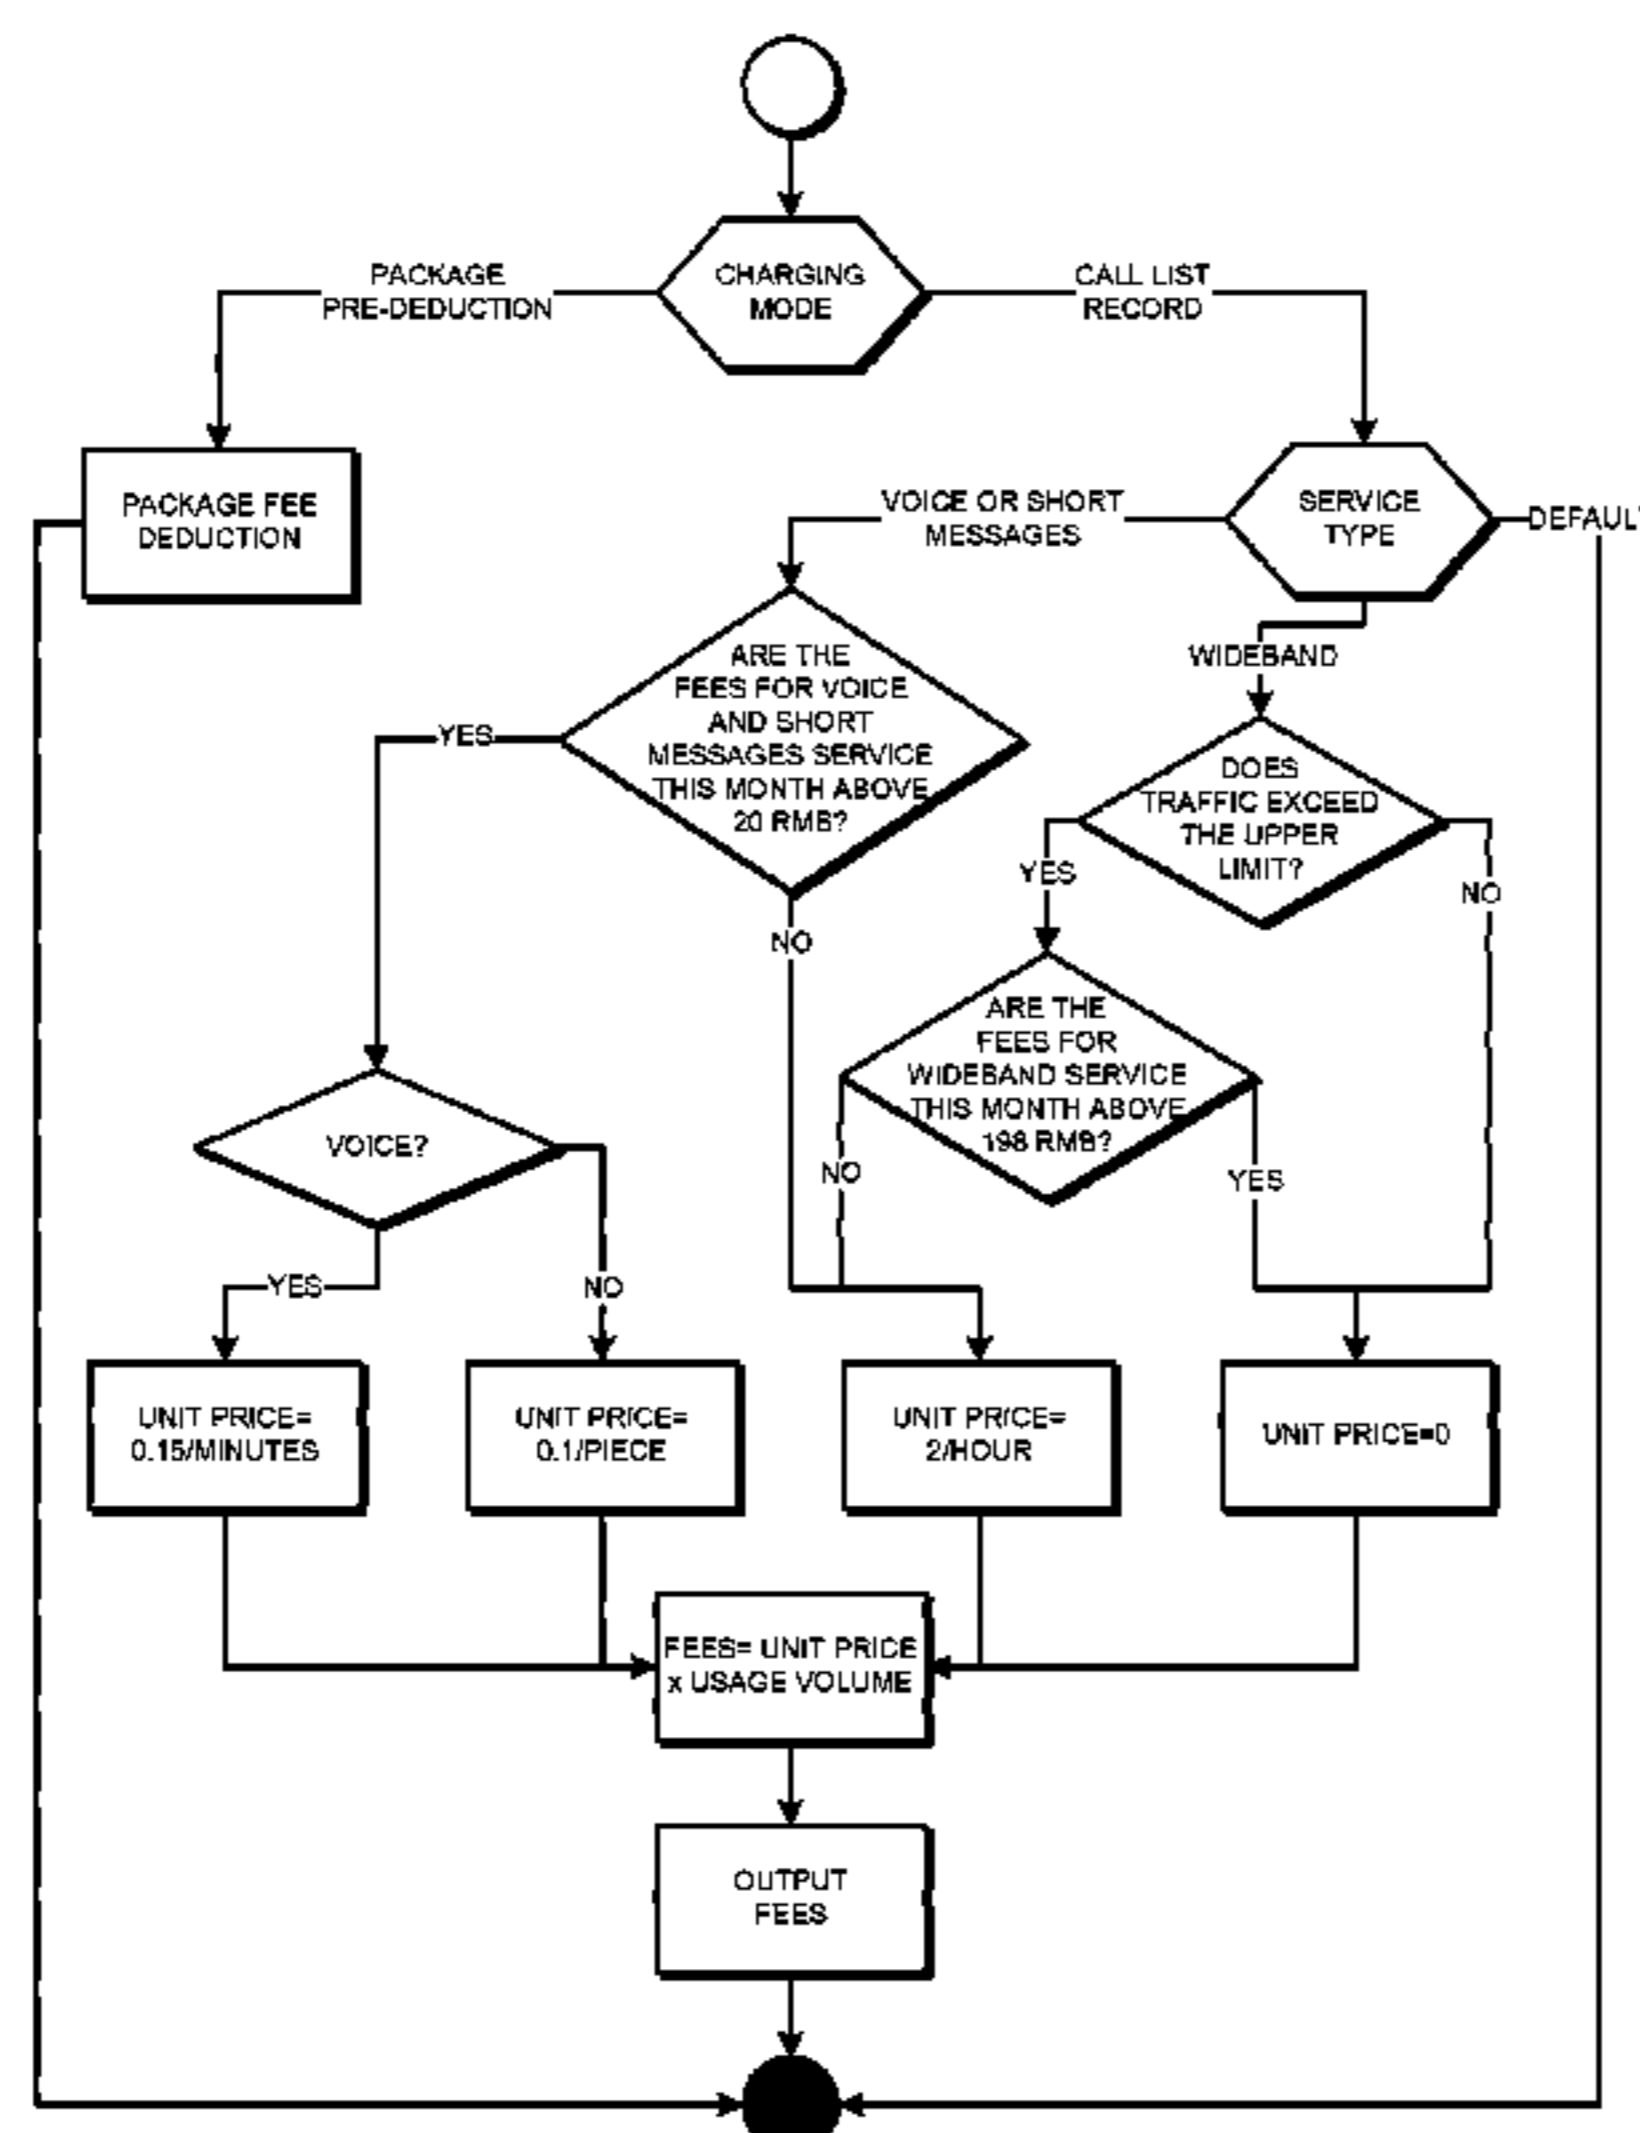 CHARGING
MODE
PACKAGE
PRE-DEDUCTION
CALL LIST
RECORD
PACKAGE FEE
DEDUCTION
VOICE OR SHORT
MESSAGES
SERVICE
TYPE
DEFAULT
WIDEBAND
ARE THE
FEES FOR VOICE
AND SHORT
MESSAGES SERVICE
THIS MONTH ABOVE
20 RMB?
YES
NO
DOES
TRAFFIC EXCEED
THE UPPER
LIMIT?
YES
NO
ARE THE
FEES FOR
WIDEBAND SERVICE
THIS MONTH ABOVE
198 RMB?
NO
YES
VOICE?
YES
NO
UNIT PRICE=
0.15/MINUTES
UNIT PRICE=
0.1/PIECE
UNIT PRICE=
2/HOUR
UNIT PRICE=0
FEES= UNIT PRICE
x USAGE VOLUME
OUTPUT
FEES